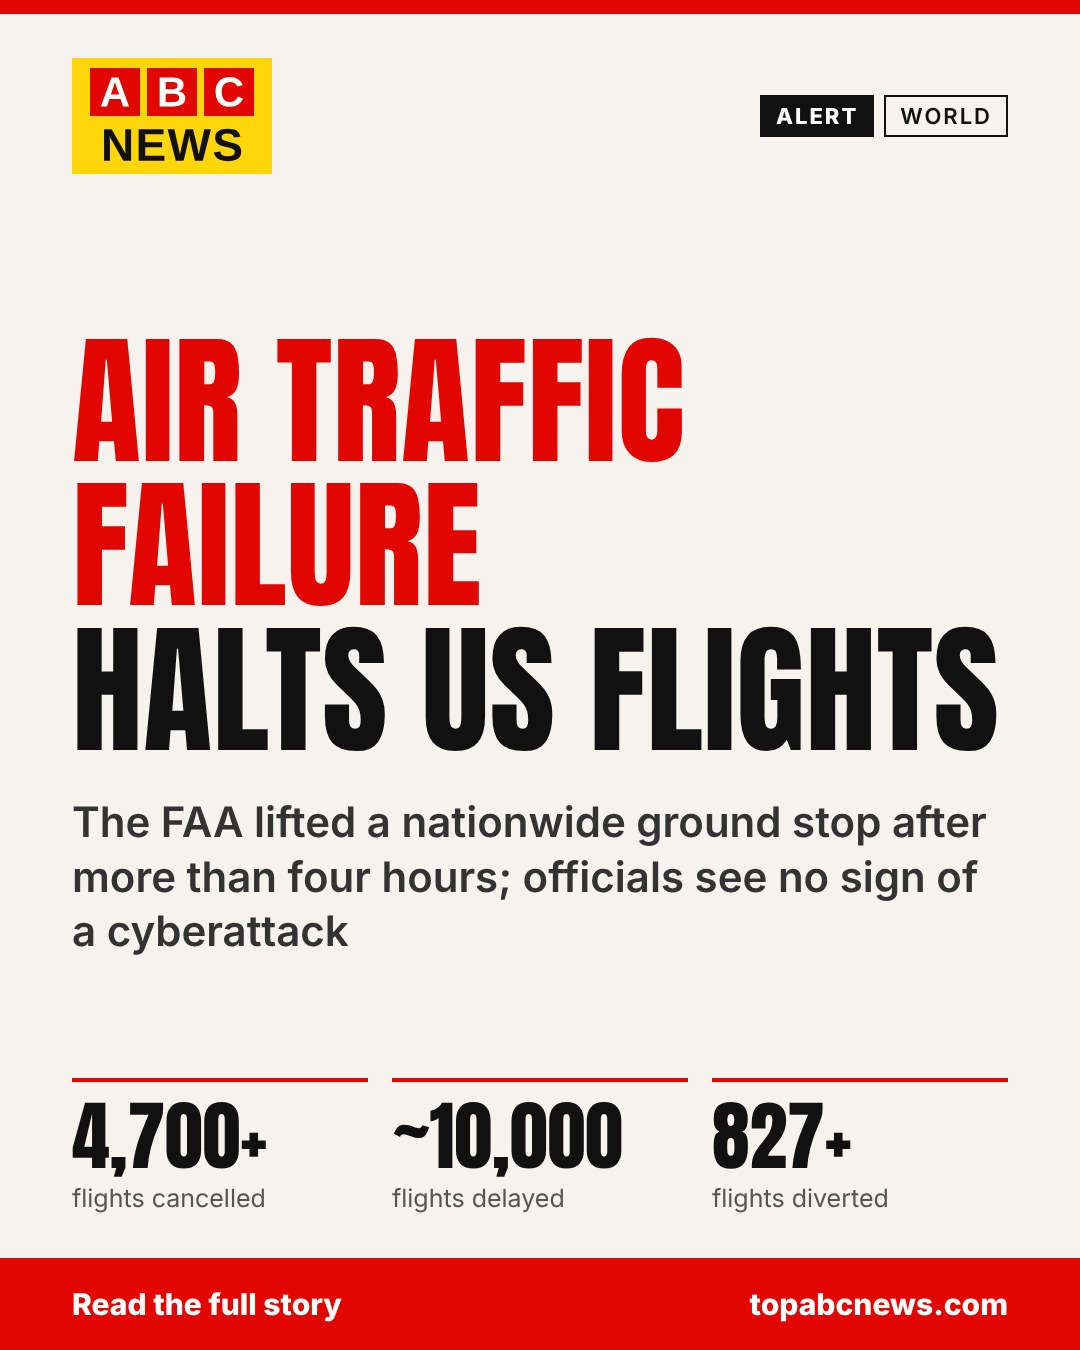 ABC
NEWS
ALERT WORLD
AIR TRAFFIC
FAILURE
HALTS US FLIGHTS
The FAA lifted a nationwide ground stop after
more than four hours; officials see no sign of
a cyberattack
4,700+ ~10,000 827+
flights cancelled flights delayed flights diverted
Read the full story topabcnews.com